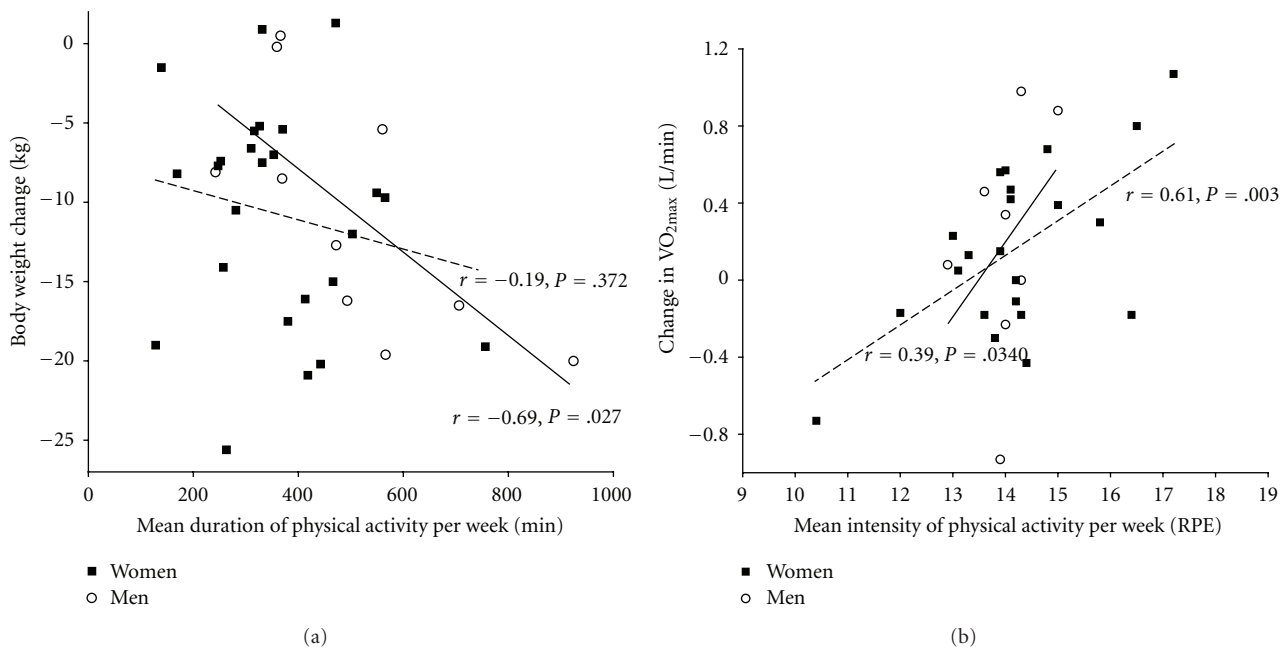 0
−5
−10
−15
−20
−25
Body weight change (kg)
r = −0.19, P = .372
r = −0.69, P = .027
0 200 400 600 800 1000
Mean duration of physical activity per week (min)
Women
Men
(a)
1.2
0.8
0.4
0
−0.4
−0.8
Change in VO2max (L/min)
r = 0.61, P = .003
r = 0.39, P = .0340
9 10 11 12 13 14 15 16 17 18 19
Mean intensity of physical activity per week (RPE)
Women
Men
(b)